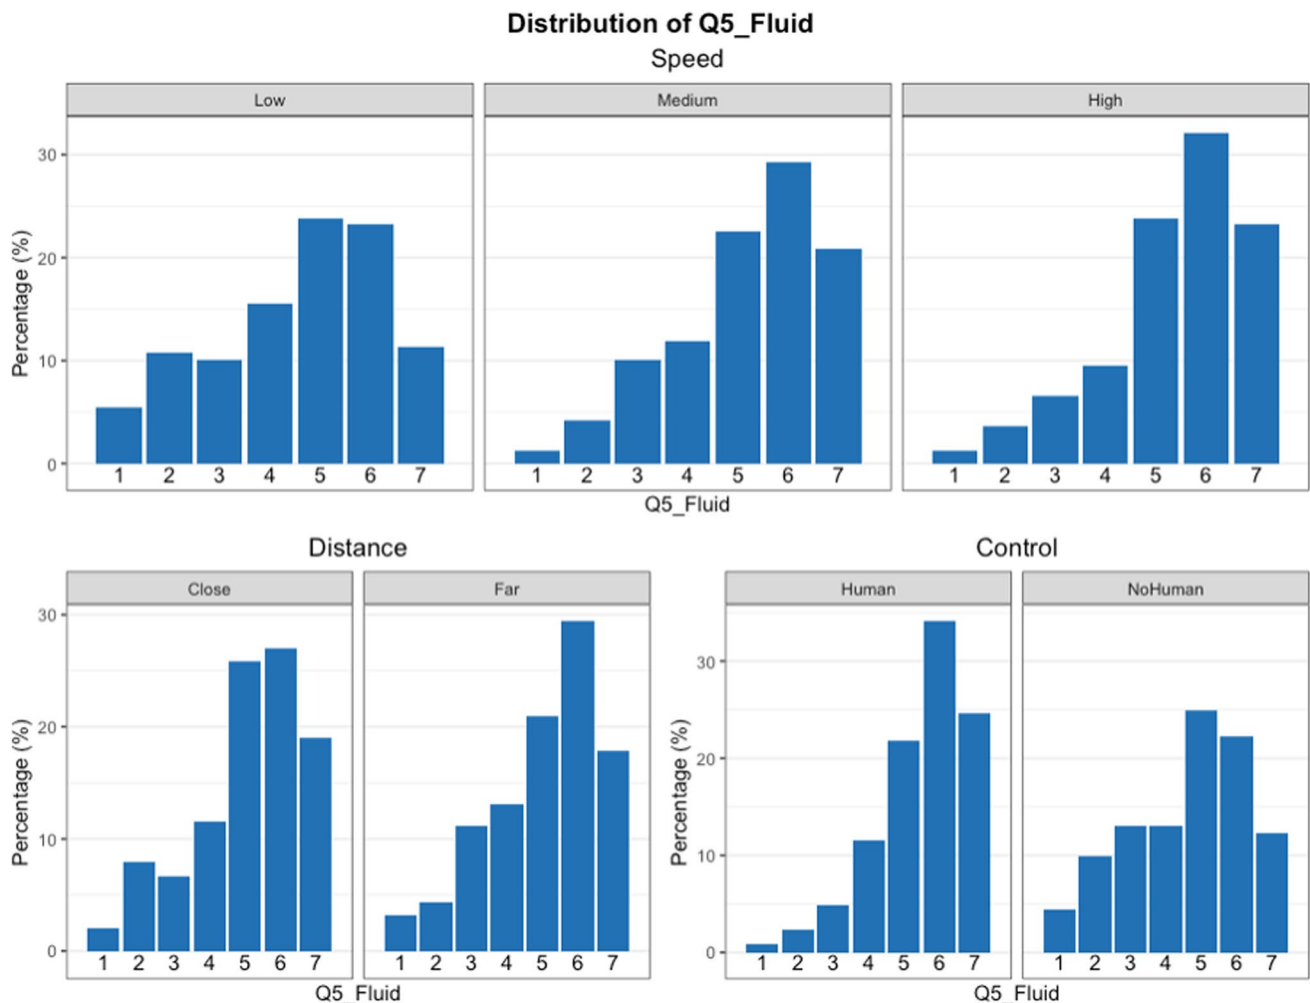 Distribution of Q5_Fluid
Speed
Low Medium High
Percentage (%)
30
20
10
0
1 2 3 4 5 6 7 1 2 3 4 5 6 7 1 2 3 4 5 6 7
Q5_Fluid
Distance
Close Far
Percentage (%)
30
20
10
0
1 2 3 4 5 6 7 1 2 3 4 5 6 7
Q5_Fluid
Control
Human NoHuman
Percentage (%)
30
20
10
0
1 2 3 4 5 6 7 1 2 3 4 5 6 7
Q5_Fluid